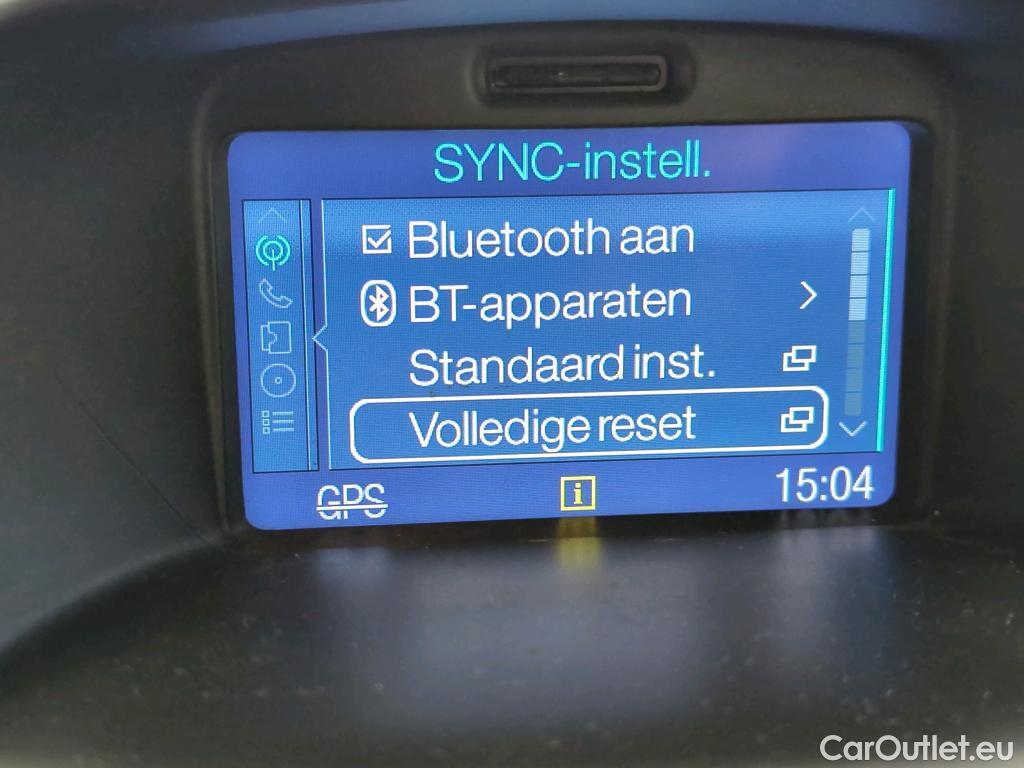 SYNC-instell.
Bluetooth aan
BT-apparaten
Standaard inst.
Volledige reset
GPS
i
15:04
CarOutlet.eu